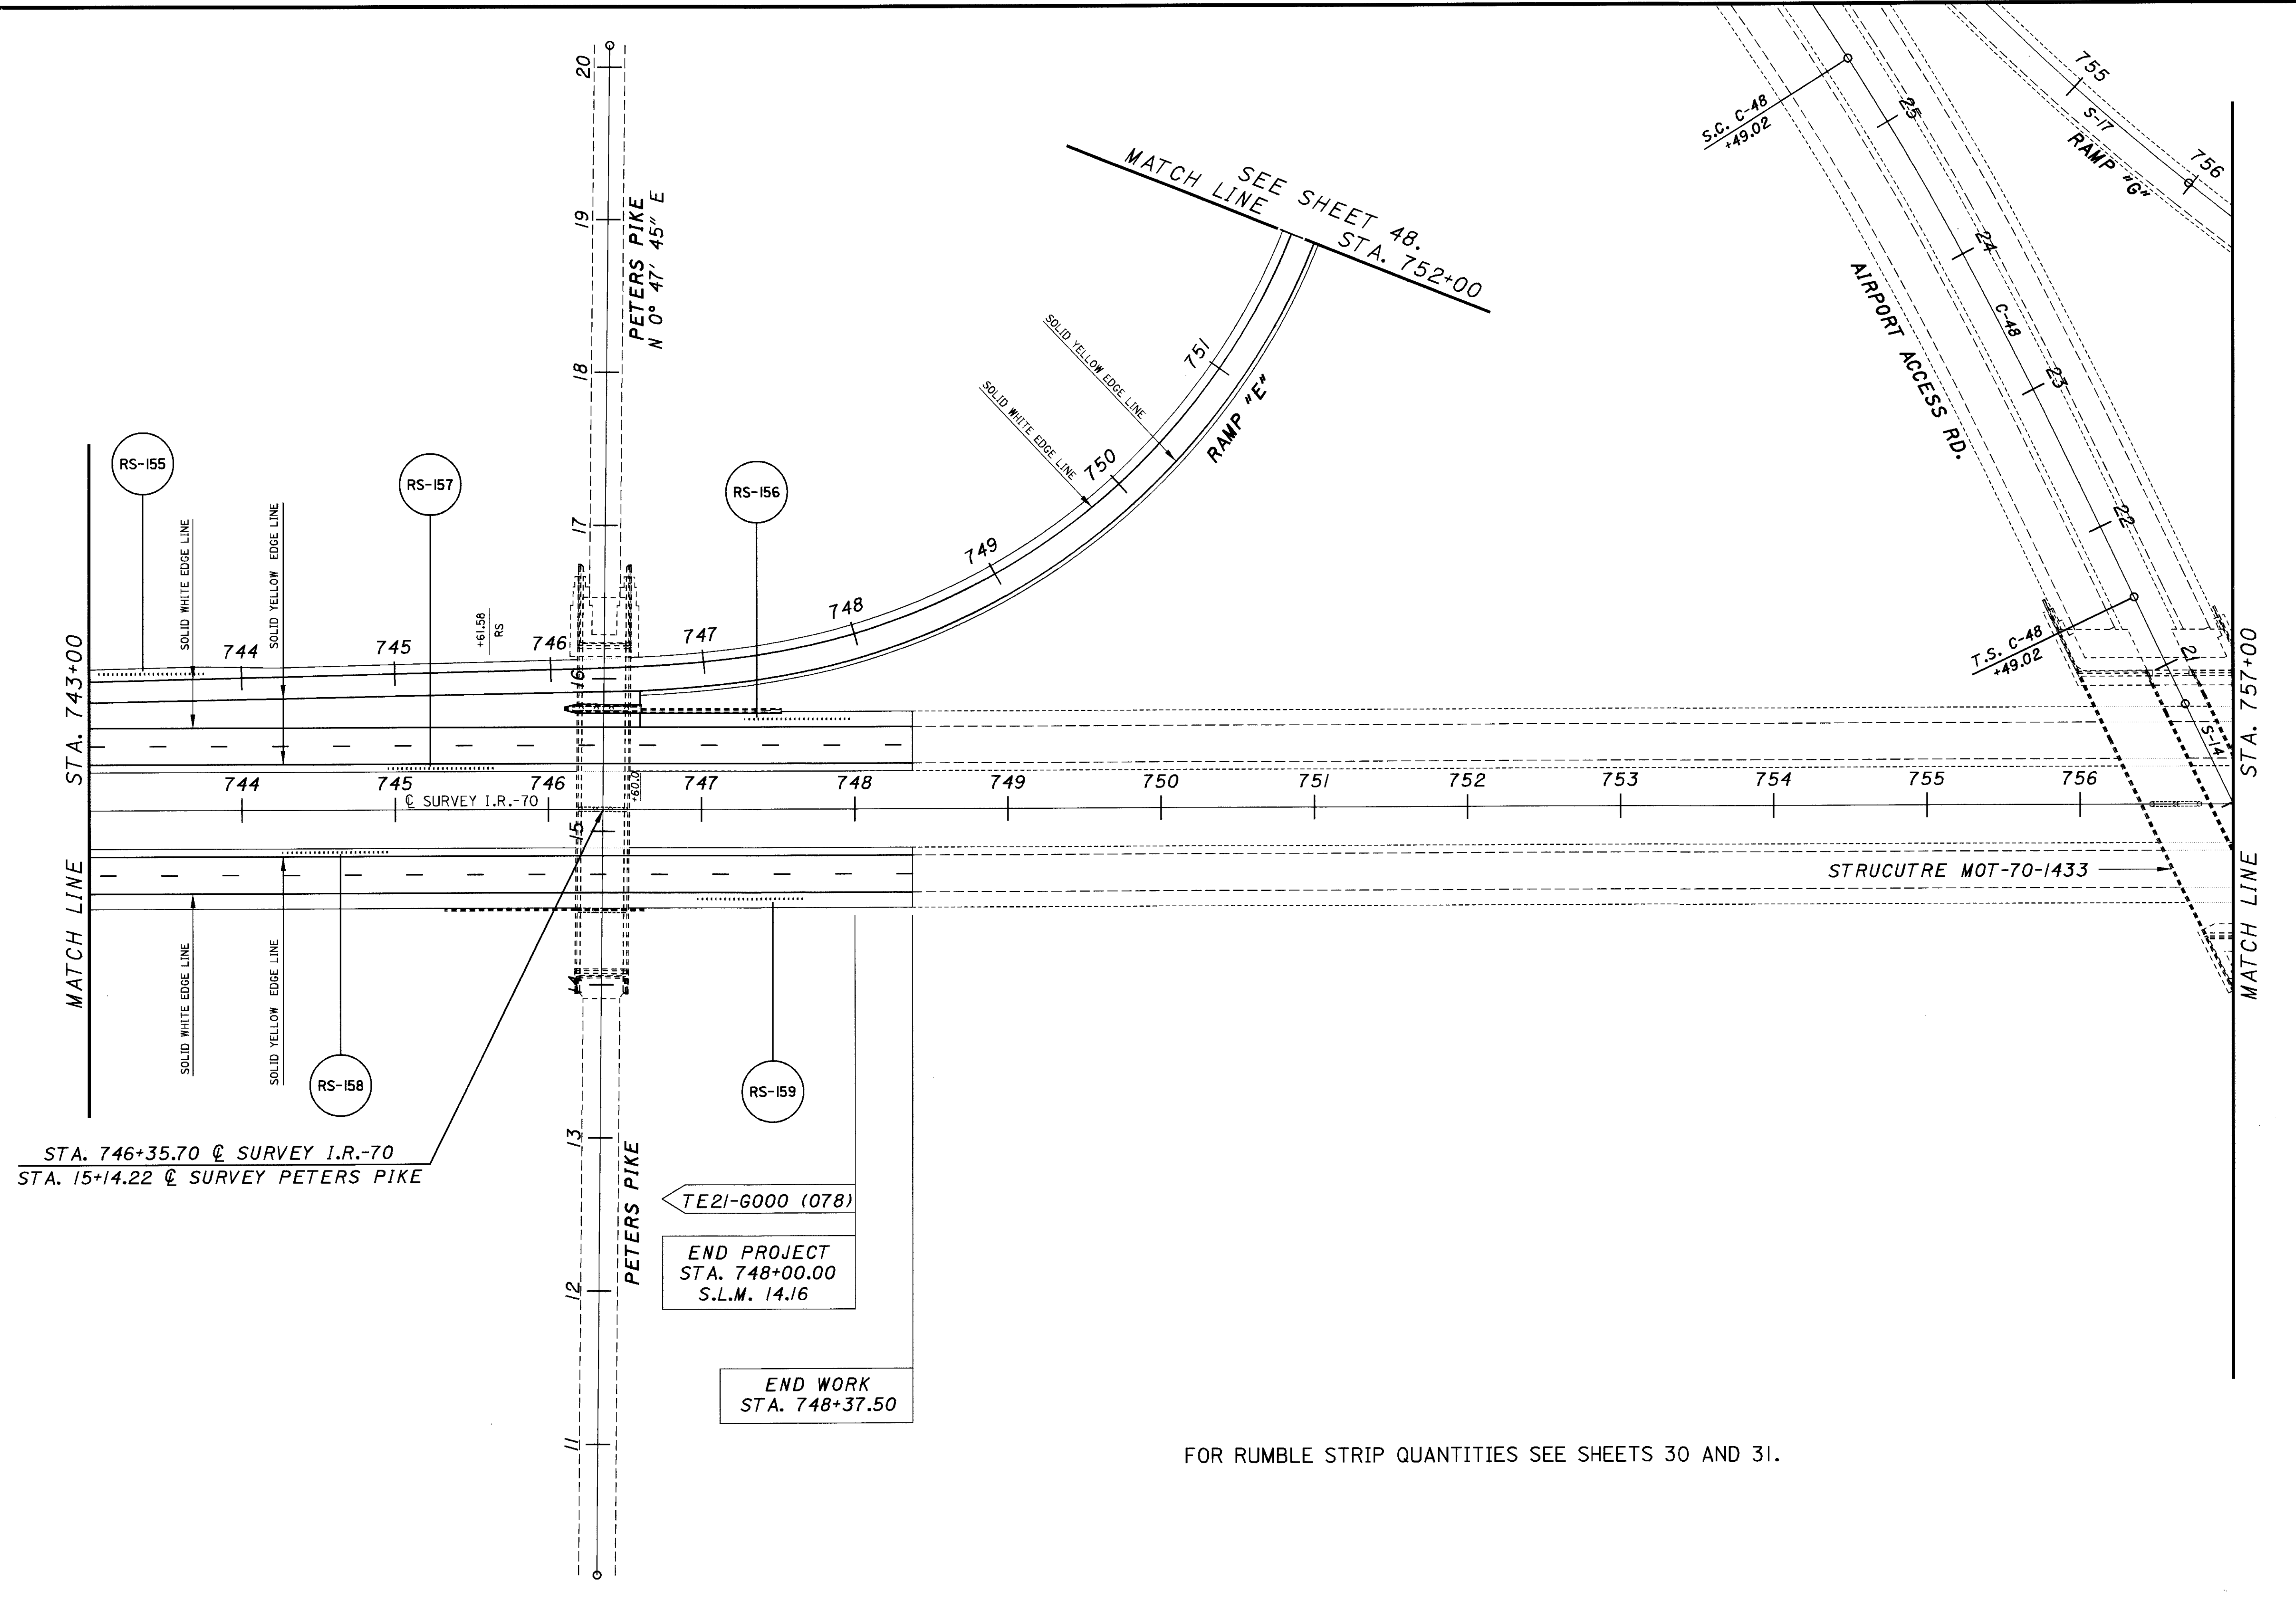 20
19
18
17
16
15
14
13
12
11
PETERS PIKE
N 0° 47' 45" E
SEE SHEET 48.
MATCH LINE STA. 752+00
S.C. C-48
+49.02
755
S-17
RAMP "G"
756
25
24
C-48
23
22
21
AIRPORT ACCESS RD.
T.S. C-48
+49.02
S-14
SOLID YELLOW EDGE LINE
SOLID WHITE EDGE LINE
RAMP "E"
751
750
749
748
747
746
745
744
RS-155
RS-157
RS-156
SOLID WHITE EDGE LINE
SOLID YELLOW EDGE LINE
+61.58
RS
MATCH LINE STA. 743+00
MATCH LINE STA. 757+00
744 745 746 747 748 749 750 751 752 753 754 755 756
℄ SURVEY I.R.-70
+60.0
STRUCUTRE MOT-70-1433
SOLID WHITE EDGE LINE
SOLID YELLOW EDGE LINE
RS-158
RS-159
STA. 746+35.70 ℄ SURVEY I.R.-70
STA. 15+14.22 ℄ SURVEY PETERS PIKE
PETERS PIKE
TE21-G000 (078)
END PROJECT
STA. 748+00.00
S.L.M. 14.16
END WORK
STA. 748+37.50
FOR RUMBLE STRIP QUANTITIES SEE SHEETS 30 AND 31.